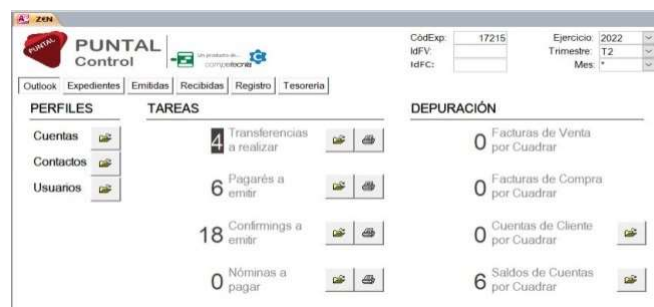 ZEN
PUNTAL
PUNTAL
Control
CódExp: 17215
IdFV:
IdFC:
Ejercicio: 2022
Trimestre: T2
Mes: *
Outlook Expedientes Emitidas Recibidas Registro Tesorería
PERFILES
Cuentas
Contactos
Usuarios
TAREAS
4 Transferencias
a realizar
6 Pagarés a
emitir
18 Confirmings a
emitir
0 Nóminas a
pagar
DEPURACIÓN
0 Facturas de Venta
por Cuadrar
0 Facturas de Compra
por Cuadrar
0 Cuentas de Cliente
por Cuadrar
6 Saldos de Cuentas
por Cuadrar